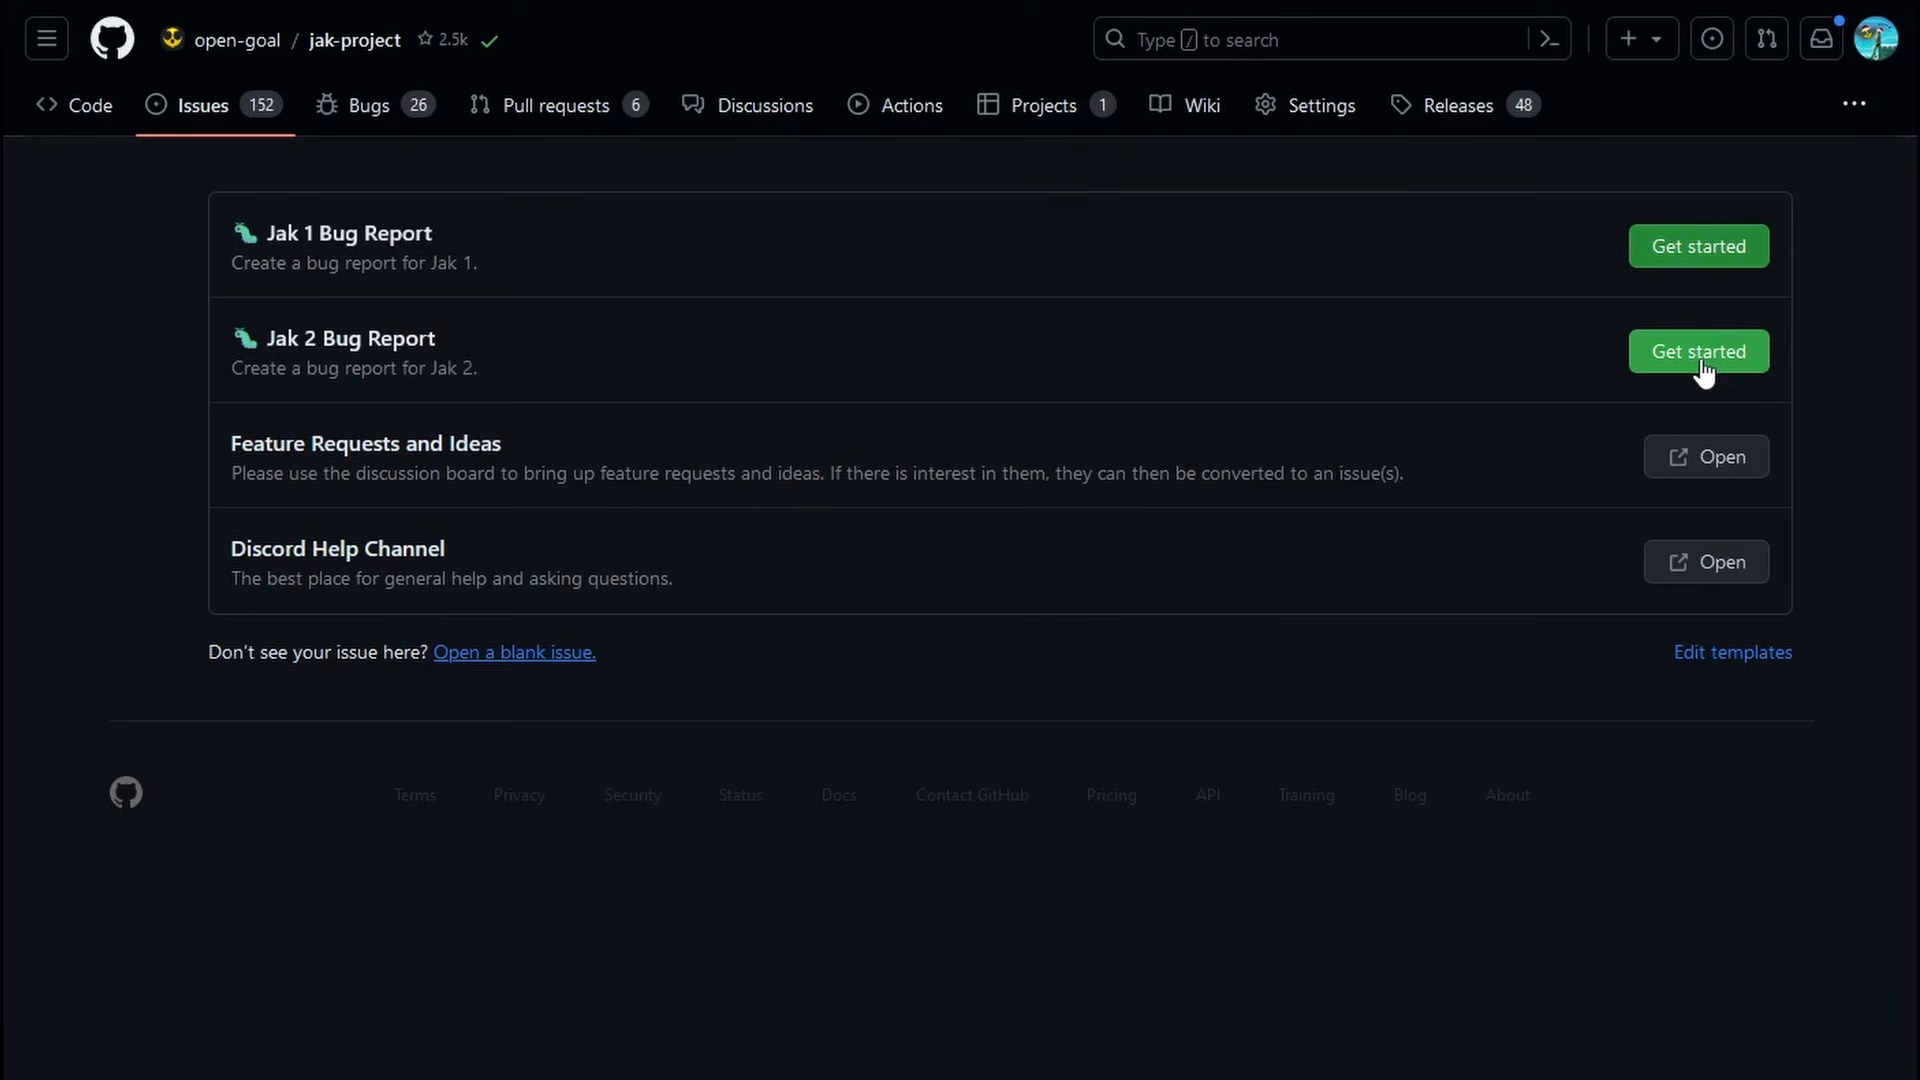 open-goal / jak-project 2.5k
Type / to search
Code Issues 152 Bugs 26 Pull requests 6 Discussions Actions Projects 1 Wiki Settings Releases 48
Jak 1 Bug Report
Create a bug report for Jak 1.
Get started
Jak 2 Bug Report
Create a bug report for Jak 2.
Get started
Feature Requests and Ideas
Please use the discussion board to bring up feature requests and ideas. If there is interest in them, they can then be converted to an issue(s).
Open
Discord Help Channel
The best place for general help and asking questions.
Open
Don't see your issue here? Open a blank issue.
Edit templates
Terms Privacy Security Status Docs Contact GitHub Pricing API Training Blog About